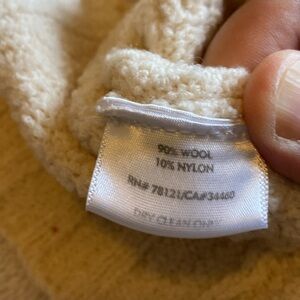 90% WOOL
10% NYLON
RN# 78121/CA#34460
DRY CLEAN ONLY